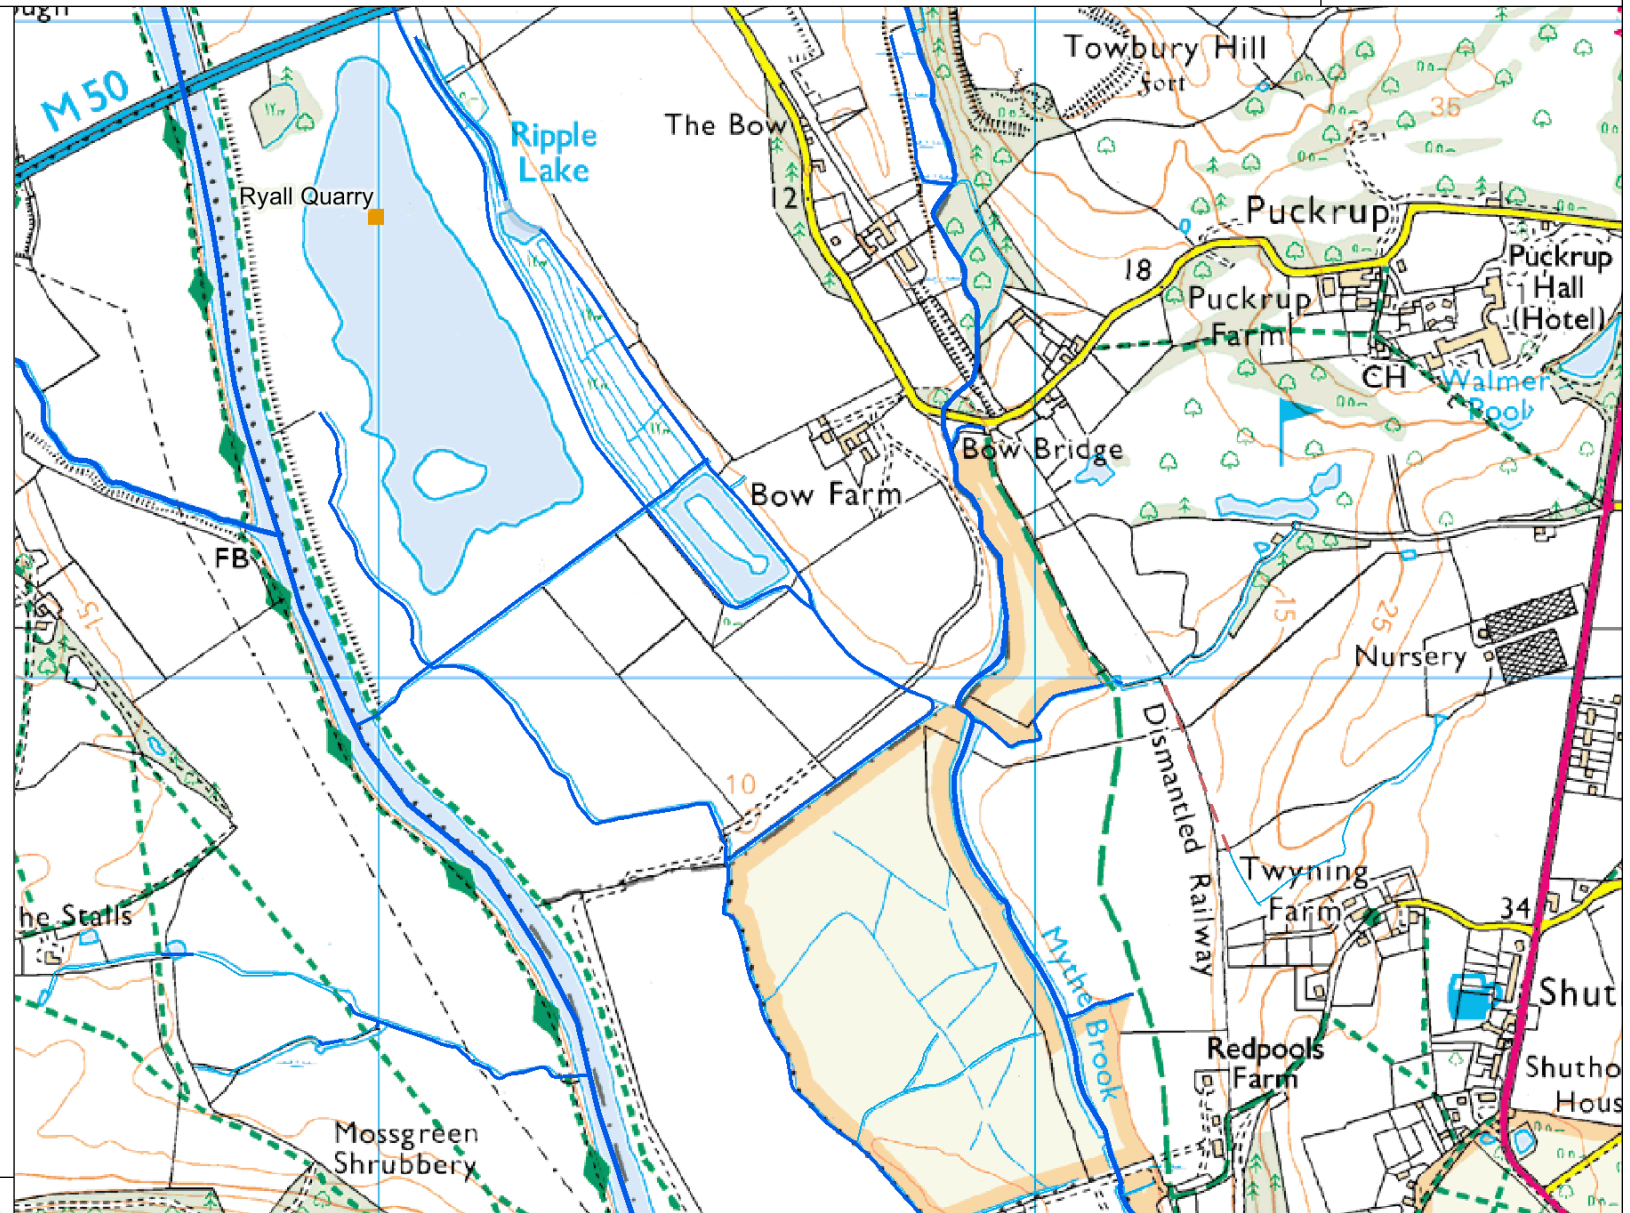 M 50
Ryall Quarry
Ripple
Lake
The Bow
12
Towbury Hill
Fort
35
Puckrup
18
Puckrup
Farm
Puckrup
Hall
(Hotel)
CH
Walmer
Pool
Bow Bridge
Bow Farm
FB
15
15
25
Nursery
10
Dismantled Railway
Twyning
Farm
34
he Stalls
Mythe Brook
Shut
Redpools
Farm
Shutho
Hous
Mossgreen
Shrubbery